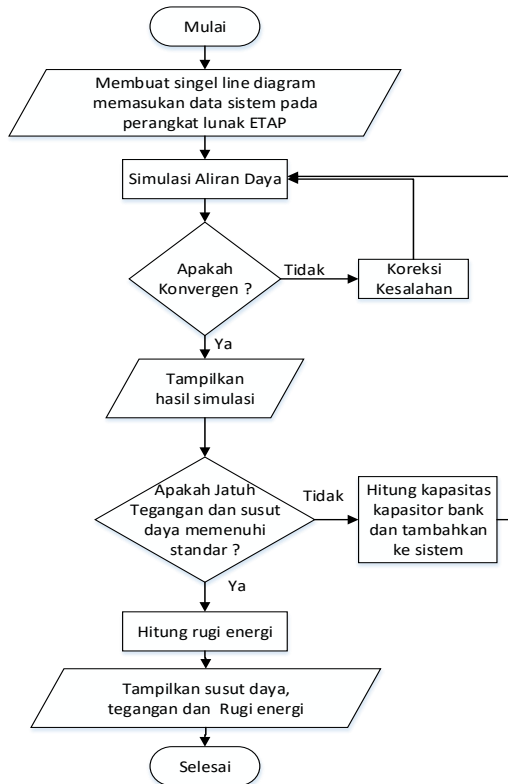 Mulai
Membuat singel line diagram
memasukan data sistem pada
perangkat lunak ETAP
Simulasi Aliran Daya
Apakah
Konvergen ?
Tidak
Koreksi
Kesalahan
Ya
Tampilkan
hasil simulasi
Apakah Jatuh
Tegangan dan susut
daya memenuhi
standar ?
Tidak
Hitung kapasitas
kapasitor bank
dan tambahkan
ke sistem
Ya
Hitung rugi energi
Tampilkan susut daya,
tegangan dan Rugi energi
Selesai